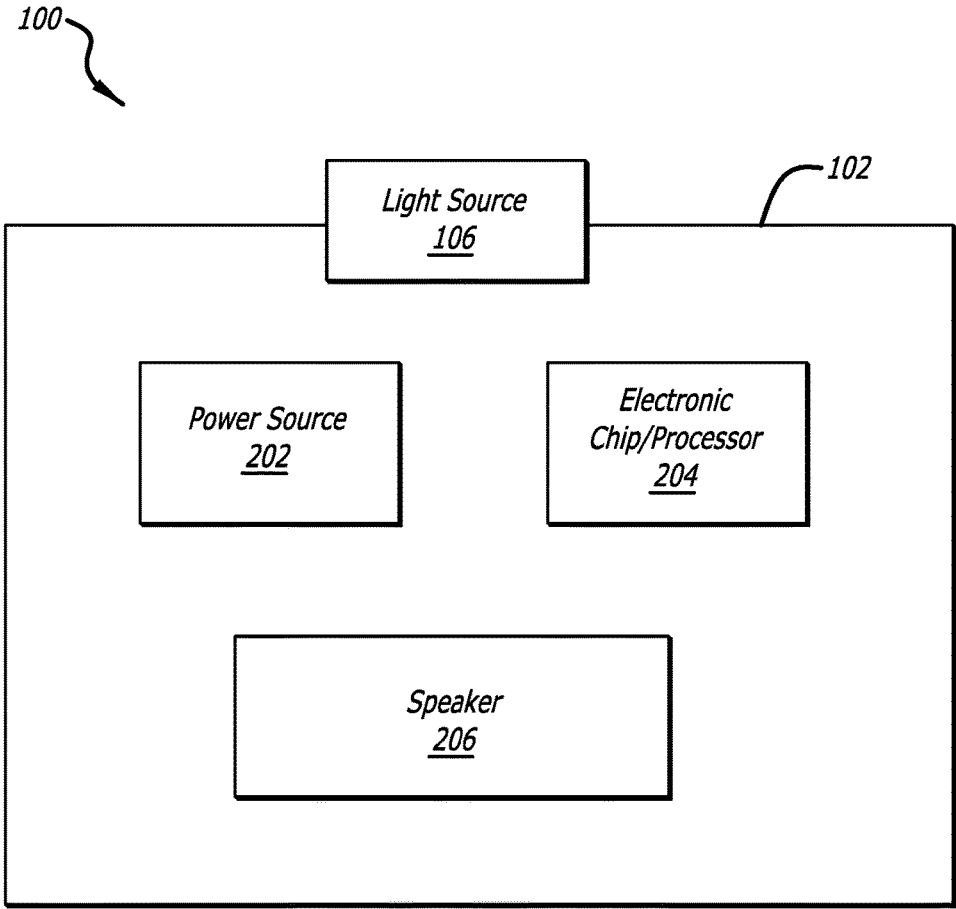 100
102
Light Source
106
Power Source
202
Electronic
Chip/Processor
204
Speaker
206